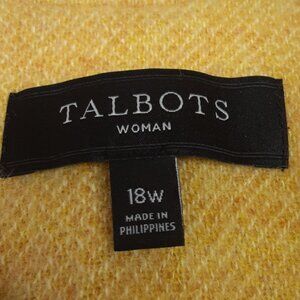 TALBOTS
WOMAN
18W
MADE IN
PHILIPPINES